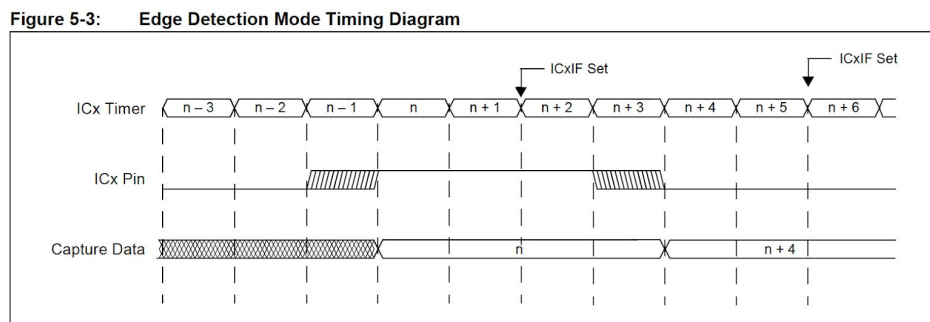 Figure 5-3: Edge Detection Mode Timing Diagram
ICxIF Set
ICxIF Set
ICx Timer n – 3 n – 2 n – 1 n n + 1 n + 2 n + 3 n + 4 n + 5 n + 6
ICx Pin
Capture Data n n + 4